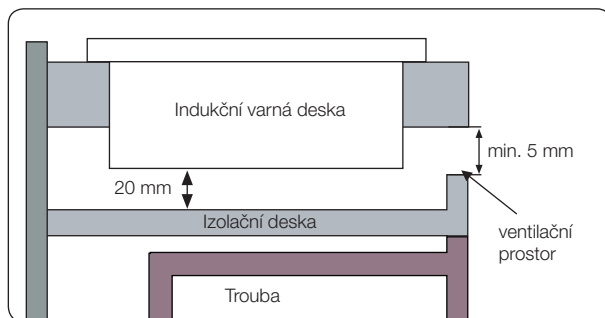 Indukční varná deska
min. 5 mm
20 mm
Izolační deska
ventilační
prostor
Trouba